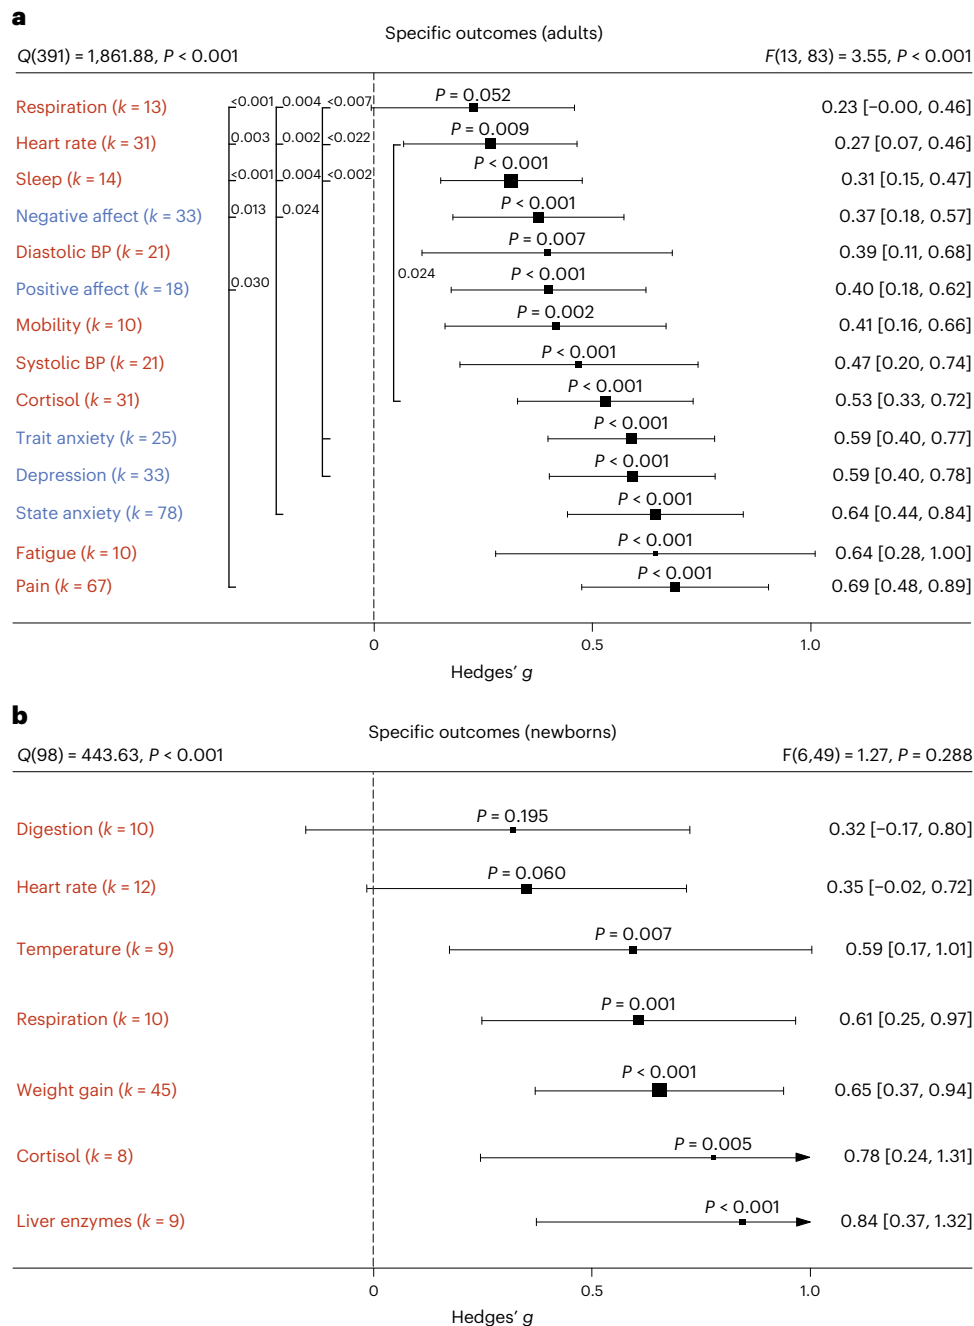 a
Specific outcomes (adults)
Q(391) = 1,861.88, P < 0.001 F(13, 83) = 3.55, P < 0.001
Respiration (k = 13) <0.001 0.004 <0.007 P = 0.052 0.23 [−0.00, 0.46]
Heart rate (k = 31) 0.003 0.002 <0.022 P = 0.009 0.27 [0.07, 0.46]
Sleep (k = 14) <0.001 0.004 <0.002 P < 0.001 0.31 [0.15, 0.47]
Negative affect (k = 33) 0.013 0.024 P < 0.001 0.37 [0.18, 0.57]
Diastolic BP (k = 21) P = 0.007 0.39 [0.11, 0.68]
0.024
Positive affect (k = 18) 0.030 P < 0.001 0.40 [0.18, 0.62]
Mobility (k = 10) P = 0.002 0.41 [0.16, 0.66]
Systolic BP (k = 21) P < 0.001 0.47 [0.20, 0.74]
Cortisol (k = 31) P < 0.001 0.53 [0.33, 0.72]
Trait anxiety (k = 25) P < 0.001 0.59 [0.40, 0.77]
Depression (k = 33) P < 0.001 0.59 [0.40, 0.78]
State anxiety (k = 78) P < 0.001 0.64 [0.44, 0.84]
Fatigue (k = 10) P < 0.001 0.64 [0.28, 1.00]
Pain (k = 67) P < 0.001 0.69 [0.48, 0.89]
0 0.5 1.0
Hedges’ g
b
Specific outcomes (newborns)
Q(98) = 443.63, P < 0.001 F(6,49) = 1.27, P = 0.288
Digestion (k = 10) P = 0.195 0.32 [−0.17, 0.80]
Heart rate (k = 12) P = 0.060 0.35 [−0.02, 0.72]
Temperature (k = 9) P = 0.007 0.59 [0.17, 1.01]
Respiration (k = 10) P = 0.001 0.61 [0.25, 0.97]
Weight gain (k = 45) P < 0.001 0.65 [0.37, 0.94]
Cortisol (k = 8) P = 0.005 0.78 [0.24, 1.31]
Liver enzymes (k = 9) P < 0.001 0.84 [0.37, 1.32]
0 0.5 1.0
Hedges’ g